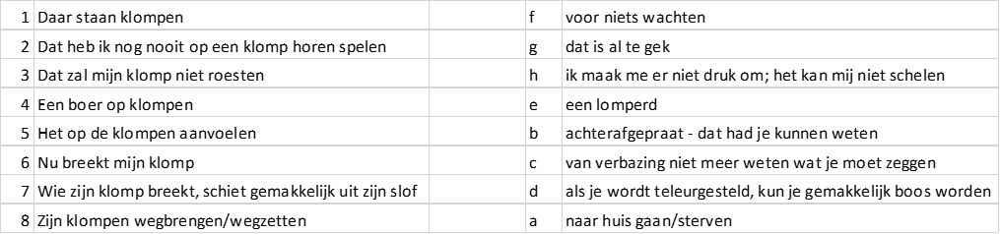 1 Daar staan klompen f voor niets wachten
2 Dat heb ik nog nooit op een klomp horen spelen g dat is al te gek
3 Dat zal mijn klomp niet roesten h ik maak me er niet druk om; het kan mij niet schelen
4 Een boer op klompen e een lomperd
5 Het op de klompen aanvoelen b achterafgepraat - dat had je kunnen weten
6 Nu breekt mijn klomp c van verbazing niet meer weten wat je moet zeggen
7 Wie zijn klomp breekt, schiet gemakkelijk uit zijn slof d als je wordt teleurgesteld, kun je gemakkelijk boos worden
8 Zijn klompen wegbrengen/wegzetten a naar huis gaan/sterven